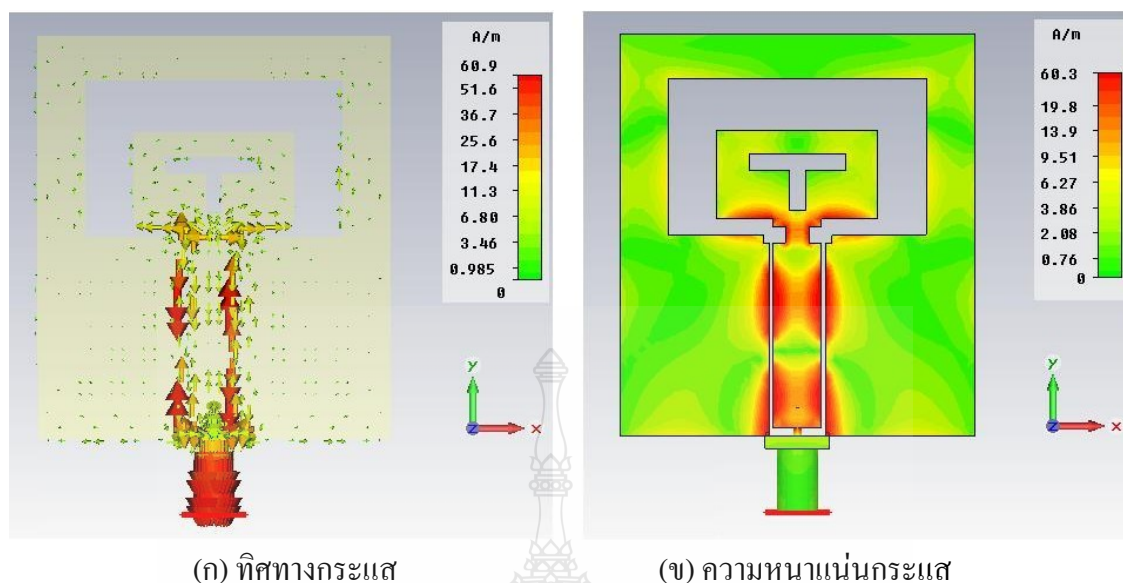 A/m
60.9
51.6
36.7
25.6
17.4
11.3
6.80
3.46
0.985
0
y
z
x
A/m
60.3
19.8
13.9
9.51
6.27
3.86
2.08
0.76
0
y
z
x
(ก) ทิศทางกระแส
(ข) ความหนาแน่นกระแส